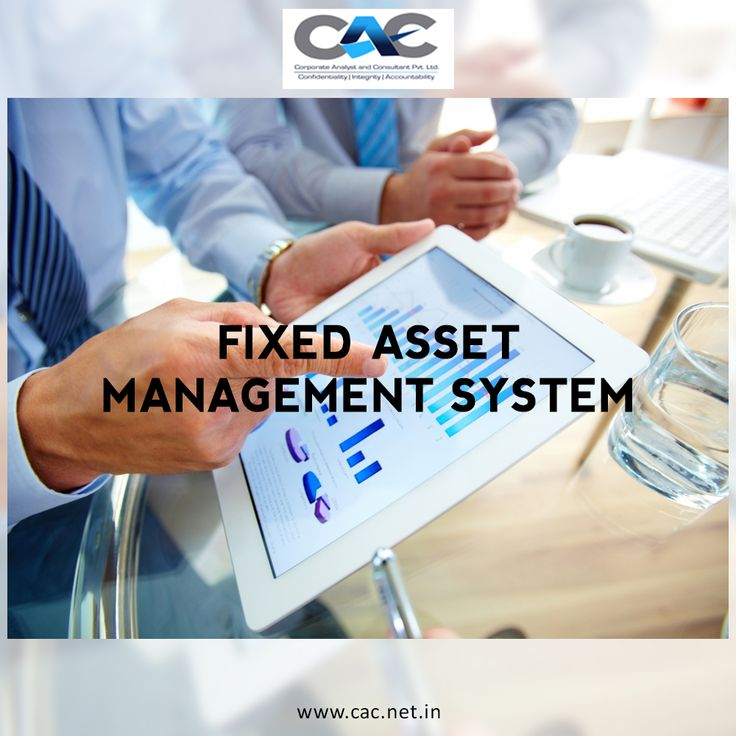 CAC
Corporate Analyst and Consultant Pvt. Ltd.
Confidentiality | Integrity | Accountability
FIXED ASSET
MANAGEMENT SYSTEM
www.cac.net.in